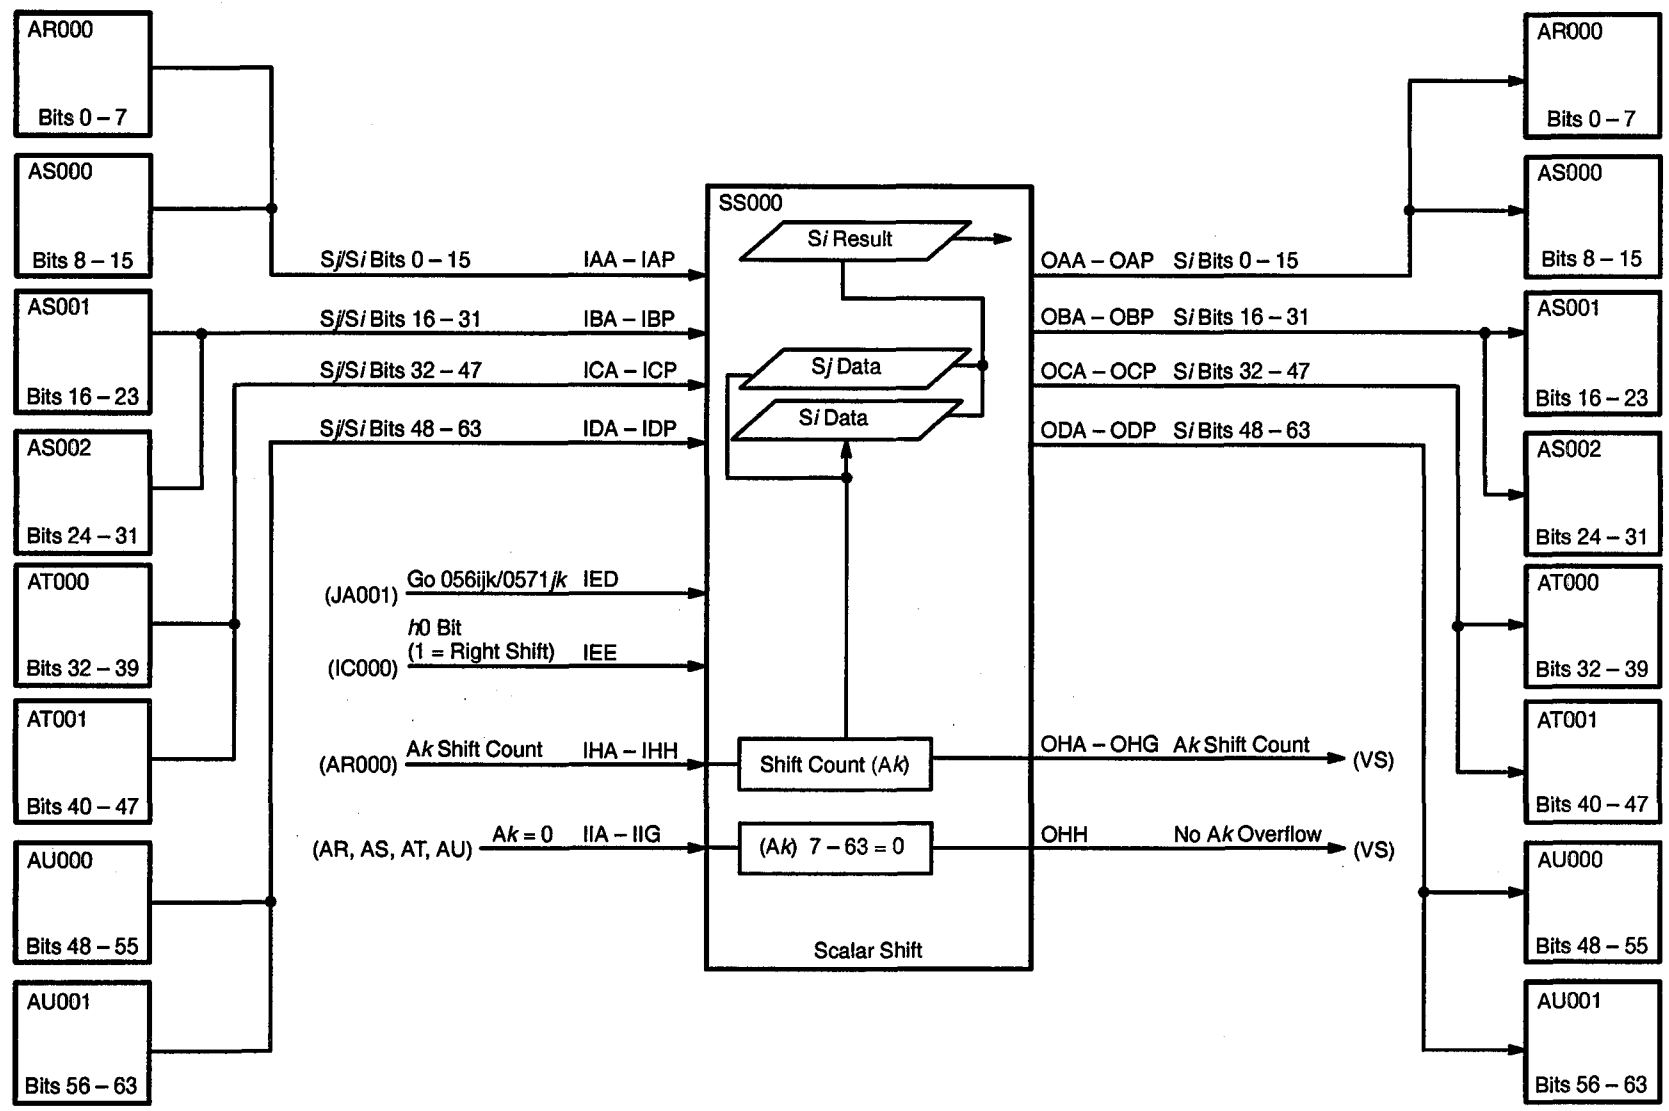 AR000
Bits 0 – 7
AS000
Bits 8 – 15
AS001
Bits 16 – 23
AS002
Bits 24 – 31
AT000
Bits 32 – 39
AT001
Bits 40 – 47
AU000
Bits 48 – 55
AU001
Bits 56 – 63
Sj/Si Bits 0 – 15 IAA – IAP
Sj/Si Bits 16 – 31 IBA – IBP
Sj/Si Bits 32 – 47 ICA – ICP
Sj/Si Bits 48 – 63 IDA – IDP
(JA001) Go 056ijk/0571jk IED
h0 Bit
(IC000) (1 = Right Shift) IEE
(AR000) Ak Shift Count IHA – IHH
(AR, AS, AT, AU) Ak = 0 IIA – IIG
SS000
Si Result
Sj Data
Si Data
Shift Count (Ak)
(Ak) 7 – 63 = 0
Scalar Shift
OAA – OAP Si Bits 0 – 15
OBA – OBP Si Bits 16 – 31
OCA – OCP Si Bits 32 – 47
ODA – ODP Si Bits 48 – 63
OHA – OHG Ak Shift Count (VS)
OHH No Ak Overflow (VS)
AR000
Bits 0 – 7
AS000
Bits 8 – 15
AS001
Bits 16 – 23
AS002
Bits 24 – 31
AT000
Bits 32 – 39
AT001
Bits 40 – 47
AU000
Bits 48 – 55
AU001
Bits 56 – 63